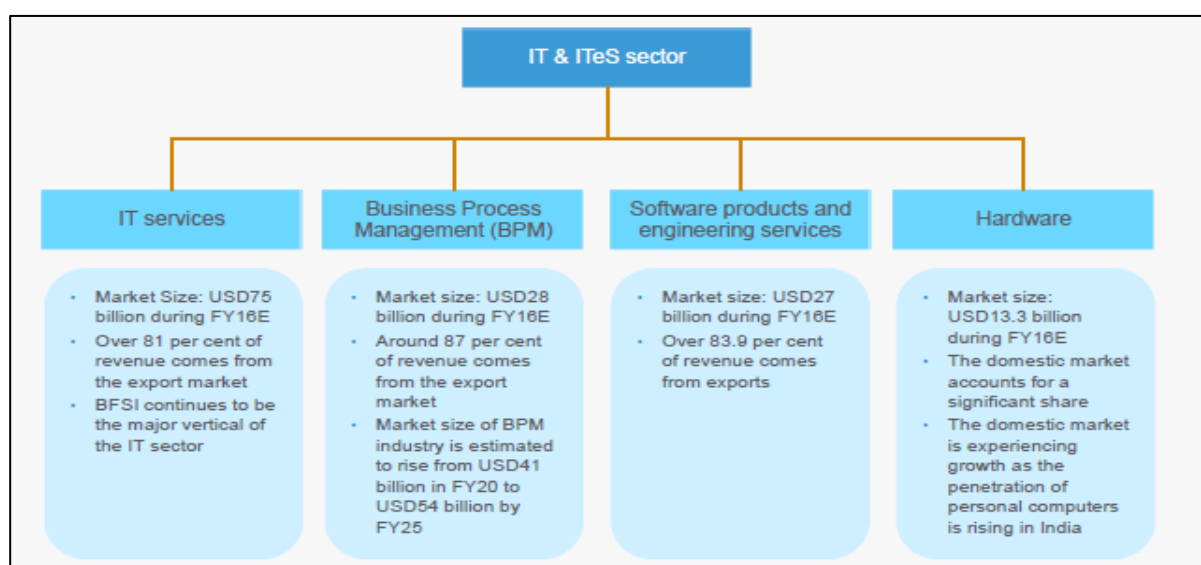 IT & ITeS sector
IT services
Business Process
Management (BPM)
Software products and
engineering services
Hardware
• Market Size: USD75
billion during FY16E
• Over 81 per cent of
revenue comes from
the export market
• BFSI continues to be
the major vertical of
the IT sector
• Market size: USD28
billion during FY16E
• Around 87 per cent
of revenue comes
from the export
market
• Market size of BPM
industry is estimated
to rise from USD41
billion in FY20 to
USD54 billion by
FY25
• Market size: USD27
billion during FY16E
• Over 83.9 per cent
of revenue comes
from exports
• Market size:
USD13.3 billion
during FY16E
• The domestic market
accounts for a
significant share
• The domestic market
is experiencing
growth as the
penetration of
personal computers
is rising in India